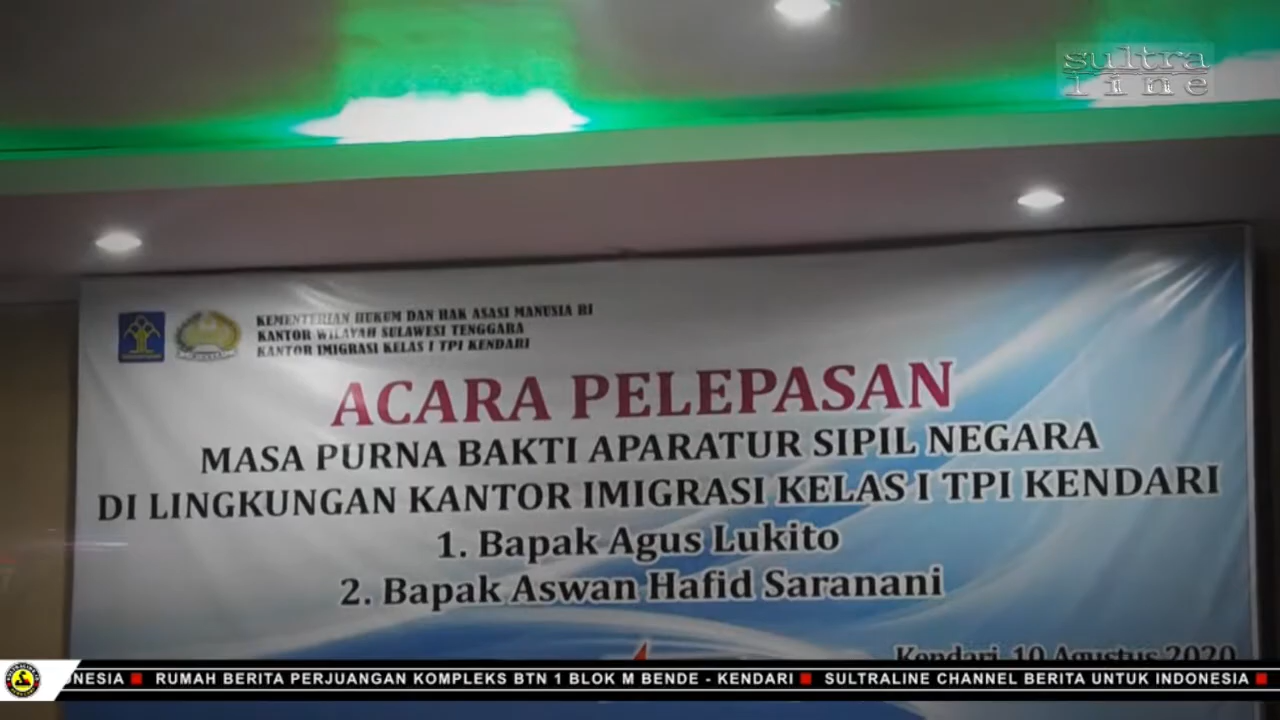 sultra
line
KEMENTERIAN HUKUM DAN HAK ASASI MANUSIA RI
KANTOR WILAYAH SULAWESI TENGGARA
KANTOR IMIGRASI KELAS I TPI KENDARI
ACARA PELEPASAN
MASA PURNA BAKTI APARATUR SIPIL NEGARA
DI LINGKUNGAN KANTOR IMIGRASI KELAS I TPI KENDARI
1. Bapak Agus Lukito
2. Bapak Aswan Hafid Saranani
Kendari, 10 Agustus 2020
ONESIA ■ RUMAH BERITA PERJUANGAN KOMPLEKS BTN 1 BLOK M BENDE - KENDARI ■ SULTRALINE CHANNEL BERITA UNTUK INDONESIA ■